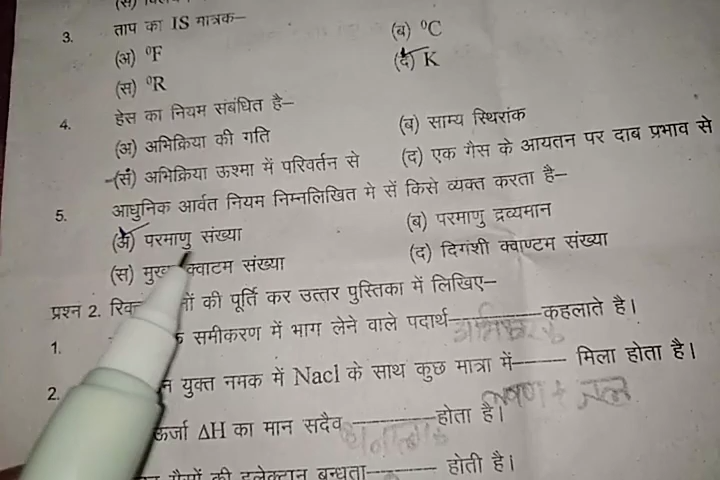 3. ताप का IS मात्रक—
(अ) ⁰F (ब) ⁰C
(स) ⁰R (द) K
4. हेस का नियम संबंधित है—
(अ) अभिक्रिया की गति (ब) साम्य स्थिरांक
(स) अभिक्रिया ऊश्मा में परिवर्तन से (द) एक गैस के आयतन पर दाब प्रभाव से
5. आधुनिक आर्वत नियम निम्नलिखित मे सें किसे व्यक्त करता है—
(अ) परमाणु संख्या (ब) परमाणु द्रव्यमान
(स) मुख्य क्वाटम संख्या (द) दिगंशी क्वाण्टम संख्या
प्रश्न 2. रिक्त की पूर्ति कर उत्तर पुस्तिका में लिखिए—
1. समीकरण में भाग लेने वाले पदार्थ———कहलाते है।
2. युक्त नमक में Nacl के साथ कुछ मात्रा में——— मिला होता है।
लवण + जल
ऊर्जा ΔH का मान सदैव ———होता है।
की इलेक्टान बन्धुता——— होती है।